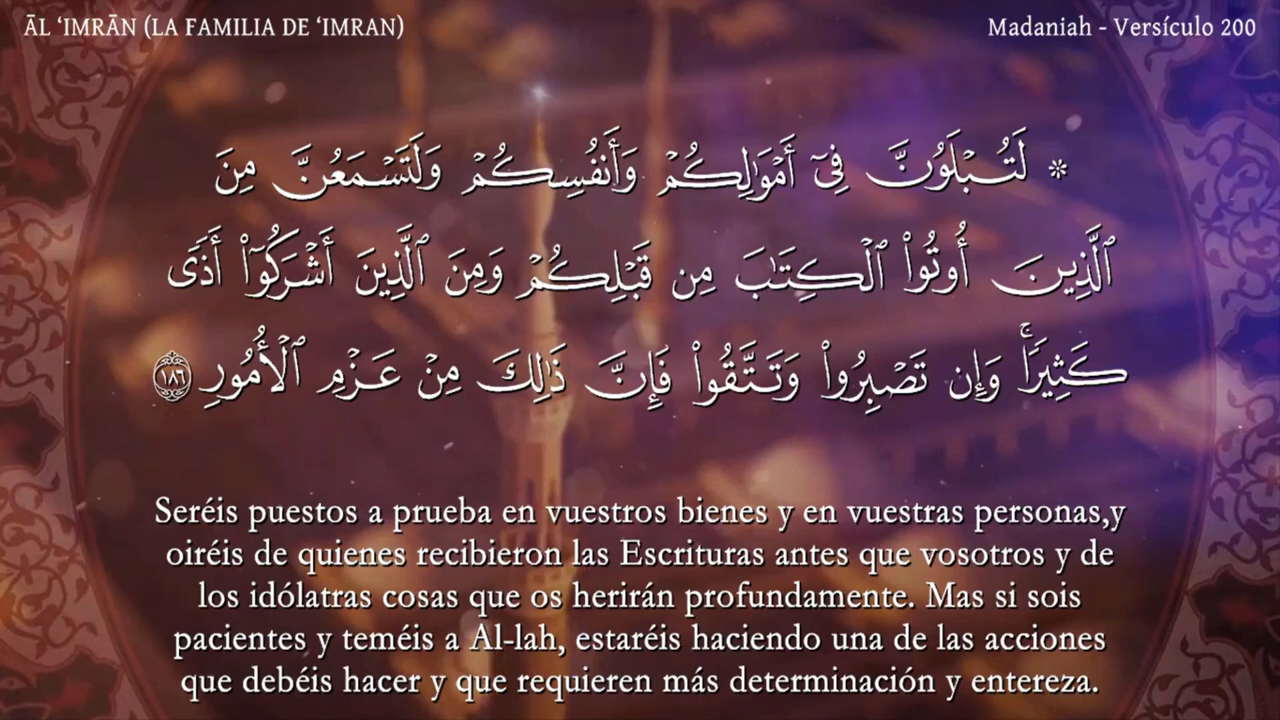 ĀL ‘IMRĀN (LA FAMILIA DE ‘IMRAN)
Madaniah - Versículo 200
۞ لَتُبْلَوُنَّ فِىٓ أَمْوَٰلِكُمْ وَأَنفُسِكُمْ وَلَتَسْمَعُنَّ مِنَ
ٱلَّذِينَ أُوتُوا۟ ٱلْكِتَـٰبَ مِن قَبْلِكُمْ وَمِنَ ٱلَّذِينَ أَشْرَكُوٓا۟ أَذًى
كَثِيرًۭا ۚ وَإِن تَصْبِرُوا۟ وَتَتَّقُوا۟ فَإِنَّ ذَٰلِكَ مِنْ عَزْمِ ٱلْأُمُورِ ١٨٦
Seréis puestos a prueba en vuestros bienes y en vuestras personas,y
oiréis de quienes recibieron las Escrituras antes que vosotros y de
los idólatras cosas que os herirán profundamente. Mas si sois
pacientes y teméis a Al-lah, estaréis haciendo una de las acciones
que debéis hacer y que requieren más determinación y entereza.